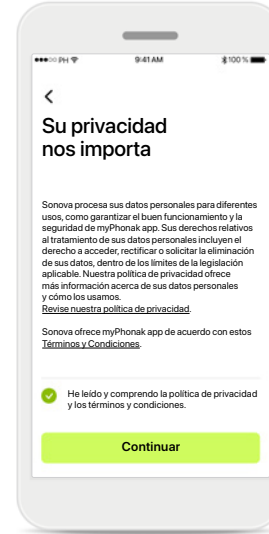 PH 9:41 AM 100 %
Su privacidad
nos importa
Sonova procesa sus datos personales para diferentes
usos, como garantizar el buen funcionamiento y la
seguridad de myPhonak app. Sus derechos relativos
al tratamiento de sus datos personales incluyen el
derecho a acceder, rectificar o solicitar la eliminación
de sus datos, dentro de los límites de la legislación
aplicable. Nuestra política de privacidad ofrece
más información acerca de sus datos personales
y cómo los usamos.
Revise nuestra política de privacidad.
Sonova ofrece myPhonak app de acuerdo con estos
Términos y Condiciones.
He leído y comprendo la política de privacidad
y los términos y condiciones.
Continuar